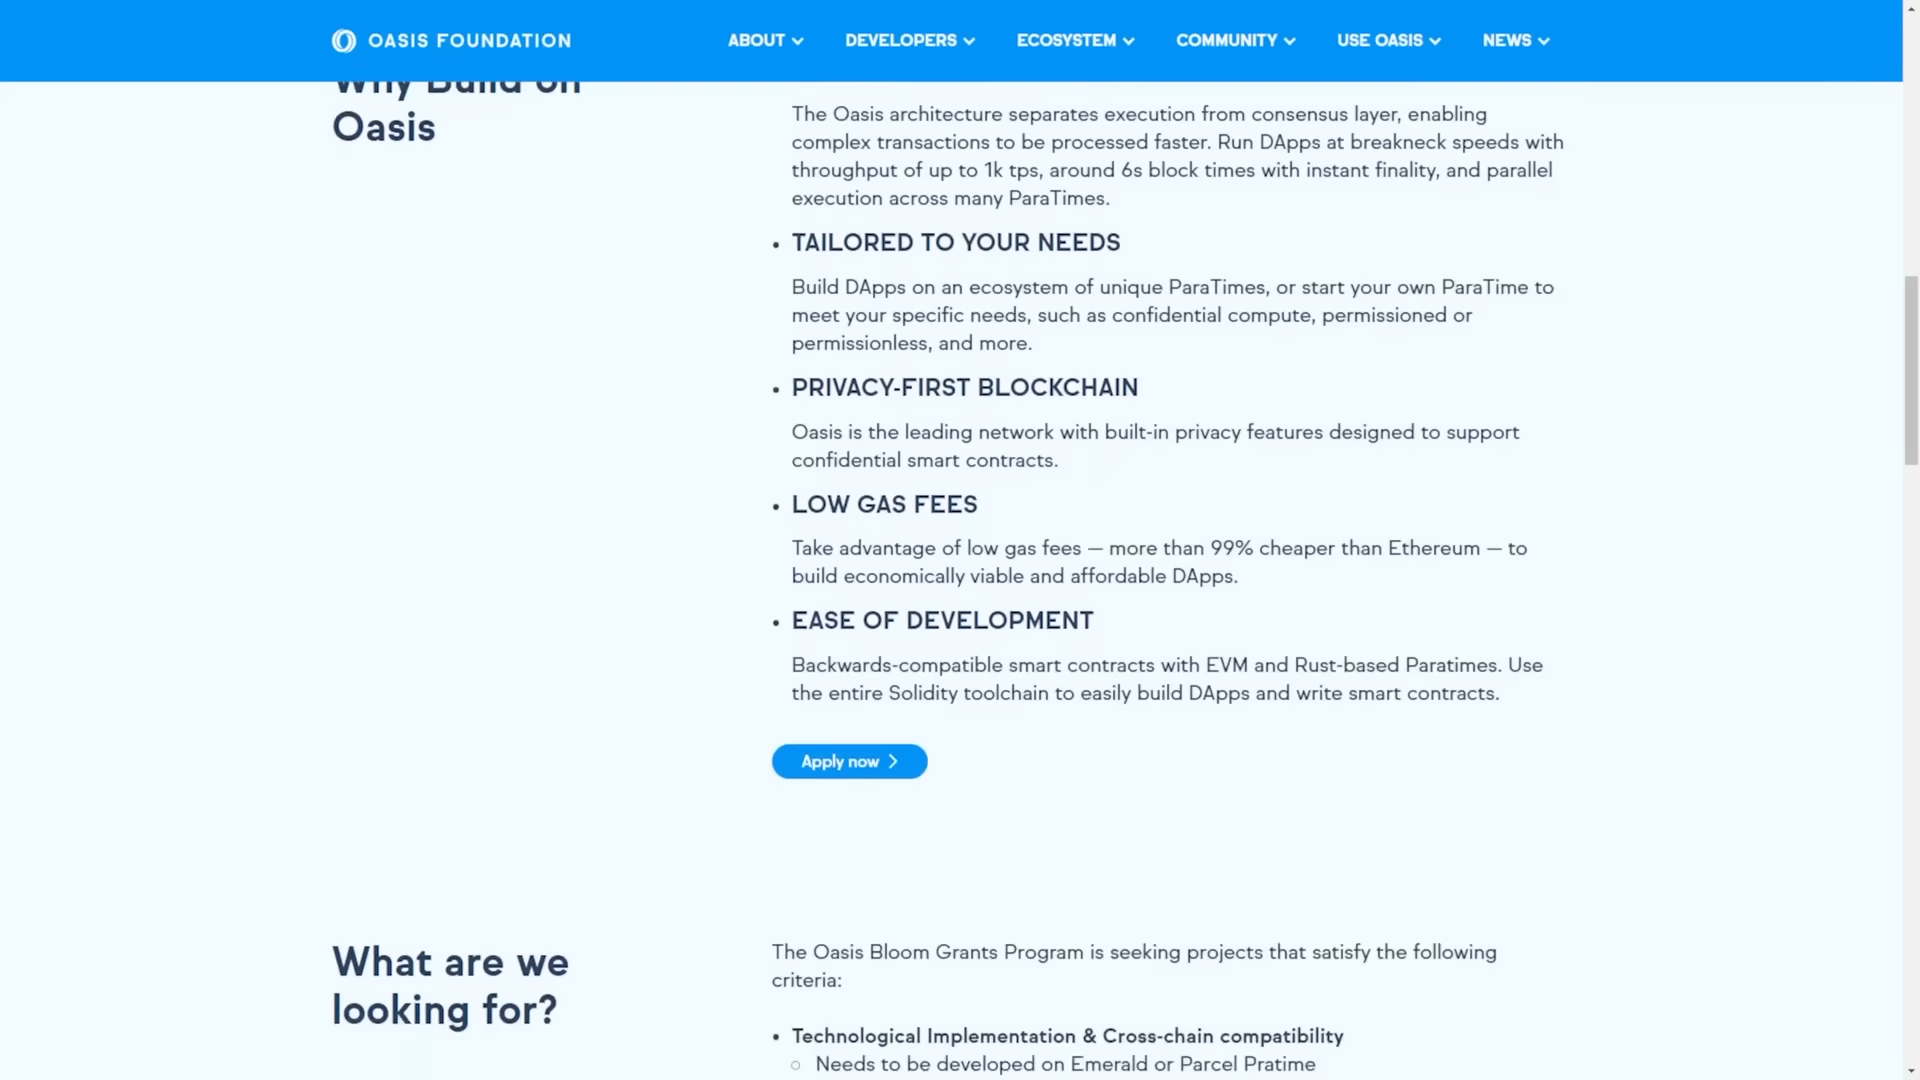 OASIS FOUNDATION
ABOUT
DEVELOPERS
ECOSYSTEM
COMMUNITY
USE OASIS
NEWS
Why Build on
Oasis
The Oasis architecture separates execution from consensus layer, enabling
complex transactions to be processed faster. Run DApps at breakneck speeds with
throughput of up to 1k tps, around 6s block times with instant finality, and parallel
execution across many ParaTimes.
• TAILORED TO YOUR NEEDS
Build DApps on an ecosystem of unique ParaTimes, or start your own ParaTime to
meet your specific needs, such as confidential compute, permissioned or
permissionless, and more.
• PRIVACY-FIRST BLOCKCHAIN
Oasis is the leading network with built-in privacy features designed to support
confidential smart contracts.
• LOW GAS FEES
Take advantage of low gas fees — more than 99% cheaper than Ethereum — to
build economically viable and affordable DApps.
• EASE OF DEVELOPMENT
Backwards-compatible smart contracts with EVM and Rust-based Paratimes. Use
the entire Solidity toolchain to easily build DApps and write smart contracts.
Apply now
What are we
looking for?
The Oasis Bloom Grants Program is seeking projects that satisfy the following
criteria:
• Technological Implementation & Cross-chain compatibility
○ Needs to be developed on Emerald or Parcel Pratime